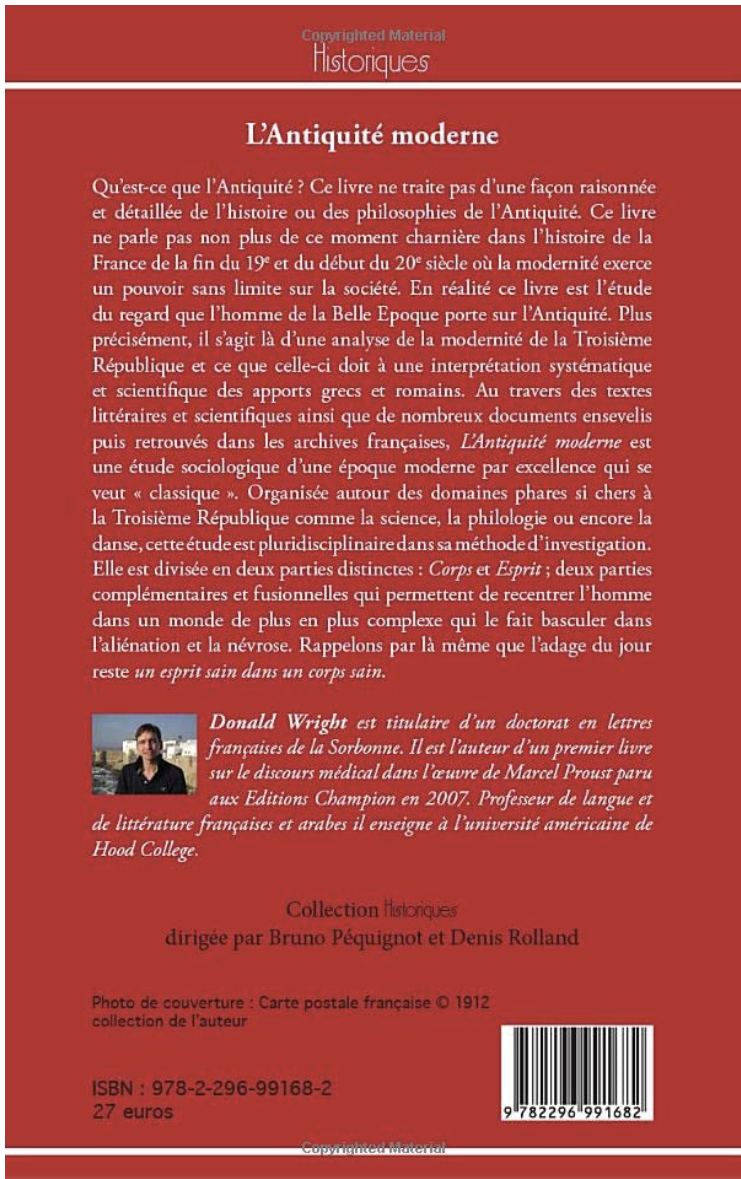 Copyrighted Material
Historiques
L'Antiquité moderne
Qu'est-ce que l'Antiquité ? Ce livre ne traite pas d'une façon raisonnée
et détaillée de l'histoire ou des philosophies de l'Antiquité. Ce livre
ne parle pas non plus de ce moment charnière dans l'histoire de la
France de la fin du 19e et du début du 20e siècle où la modernité exerce
un pouvoir sans limite sur la société. En réalité ce livre est l'étude
du regard que l'homme de la Belle Epoque porte sur l'Antiquité. Plus
précisément, il s'agit là d'une analyse de la modernité de la Troisième
République et ce que celle-ci doit à une interprétation systématique
et scientifique des apports grecs et romains. Au travers des textes
littéraires et scientifiques ainsi que de nombreux documents ensevelis
puis retrouvés dans les archives françaises, L'Antiquité moderne est
une étude sociologique d'une époque moderne par excellence qui se
veut « classique ». Organisée autour des domaines phares si chers à
la Troisième République comme la science, la philologie ou encore la
danse, cette étude est pluridisciplinaire dans sa méthode d'investigation.
Elle est divisée en deux parties distinctes : Corps et Esprit ; deux parties
complémentaires et fusionnelles qui permettent de recentrer l'homme
dans un monde de plus en plus complexe qui le fait basculer dans
l'aliénation et la névrose. Rappelons par là même que l'adage du jour
reste un esprit sain dans un corps sain.
Donald Wright est titulaire d'un doctorat en lettres
françaises de la Sorbonne. Il est l'auteur d'un premier livre
sur le discours médical dans l'œuvre de Marcel Proust paru
aux Editions Champion en 2007. Professeur de langue et
de littérature françaises et arabes il enseigne à l'université américaine de
Hood College.
Collection Historiques
dirigée par Bruno Péquignot et Denis Rolland
Photo de couverture : Carte postale française © 1912
collection de l'auteur
ISBN : 978-2-296-99168-2
27 euros
9 782296 991682
Copyrighted Material